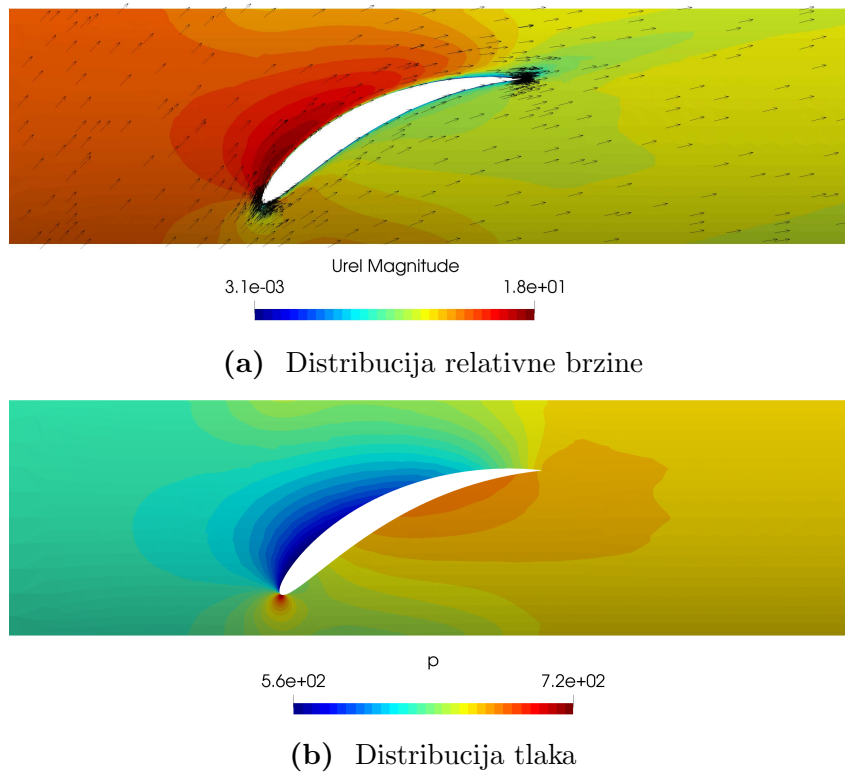 Urel Magnitude
3.1e-03 1.8e+01
(a) Distribucija relativne brzine
p
5.6e+02 7.2e+02
(b) Distribucija tlaka